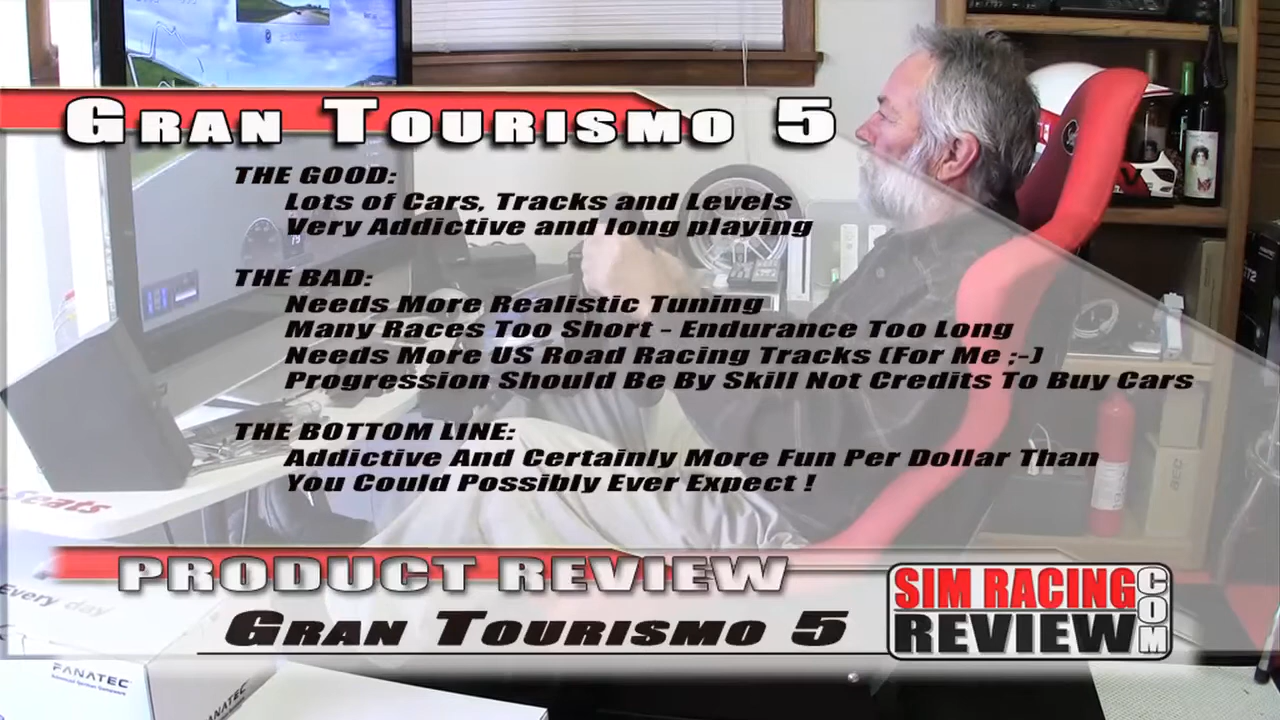 Gran Tourismo 5
THE GOOD:
Lots of Cars, Tracks and Levels
Very Addictive and long playing
THE BAD:
Needs More Realistic Tuning
Many Races Too Short - Endurance Too Long
Needs More US Road Racing Tracks (For Me ;-)
Progression Should Be By Skill Not Credits To Buy Cars
THE BOTTOM LINE:
Addictive And Certainly More Fun Per Dollar Than
You Could Possibly Ever Expect !
Seats
PRODUCT REVIEW
Every day
Gran Tourismo 5
SIM RACING
REVIEW
COM
FANATEC
ANATEC